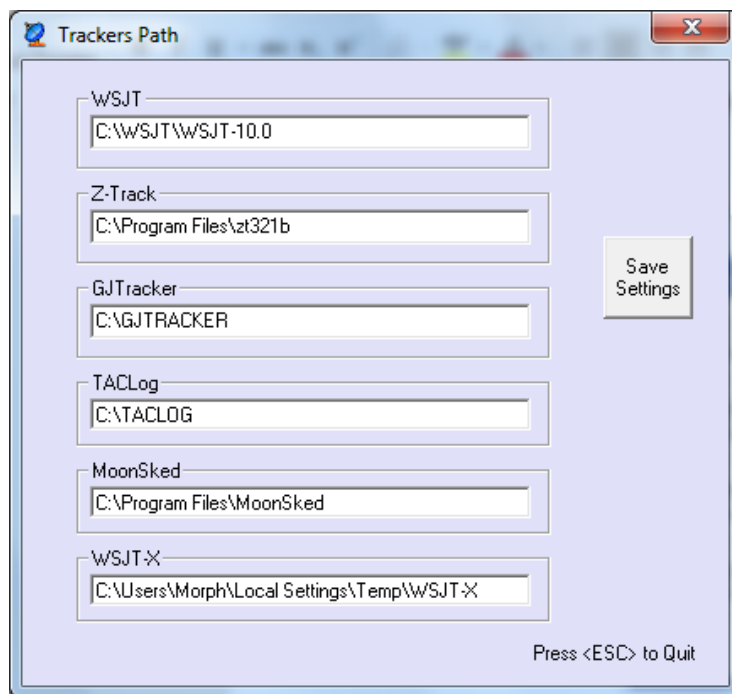 Trackers Path
WSJT
C:\WSJT\WSJT-10.0
Z-Track
C:\Program Files\zt321b
GJTracker
C:\GJTRACKER
TACLog
C:\TACLOG
MoonSked
C:\Program Files\MoonSked
WSJT-X
C:\Users\Morph\Local Settings\Temp\WSJT-X
Save
Settings
Press <ESC> to Quit